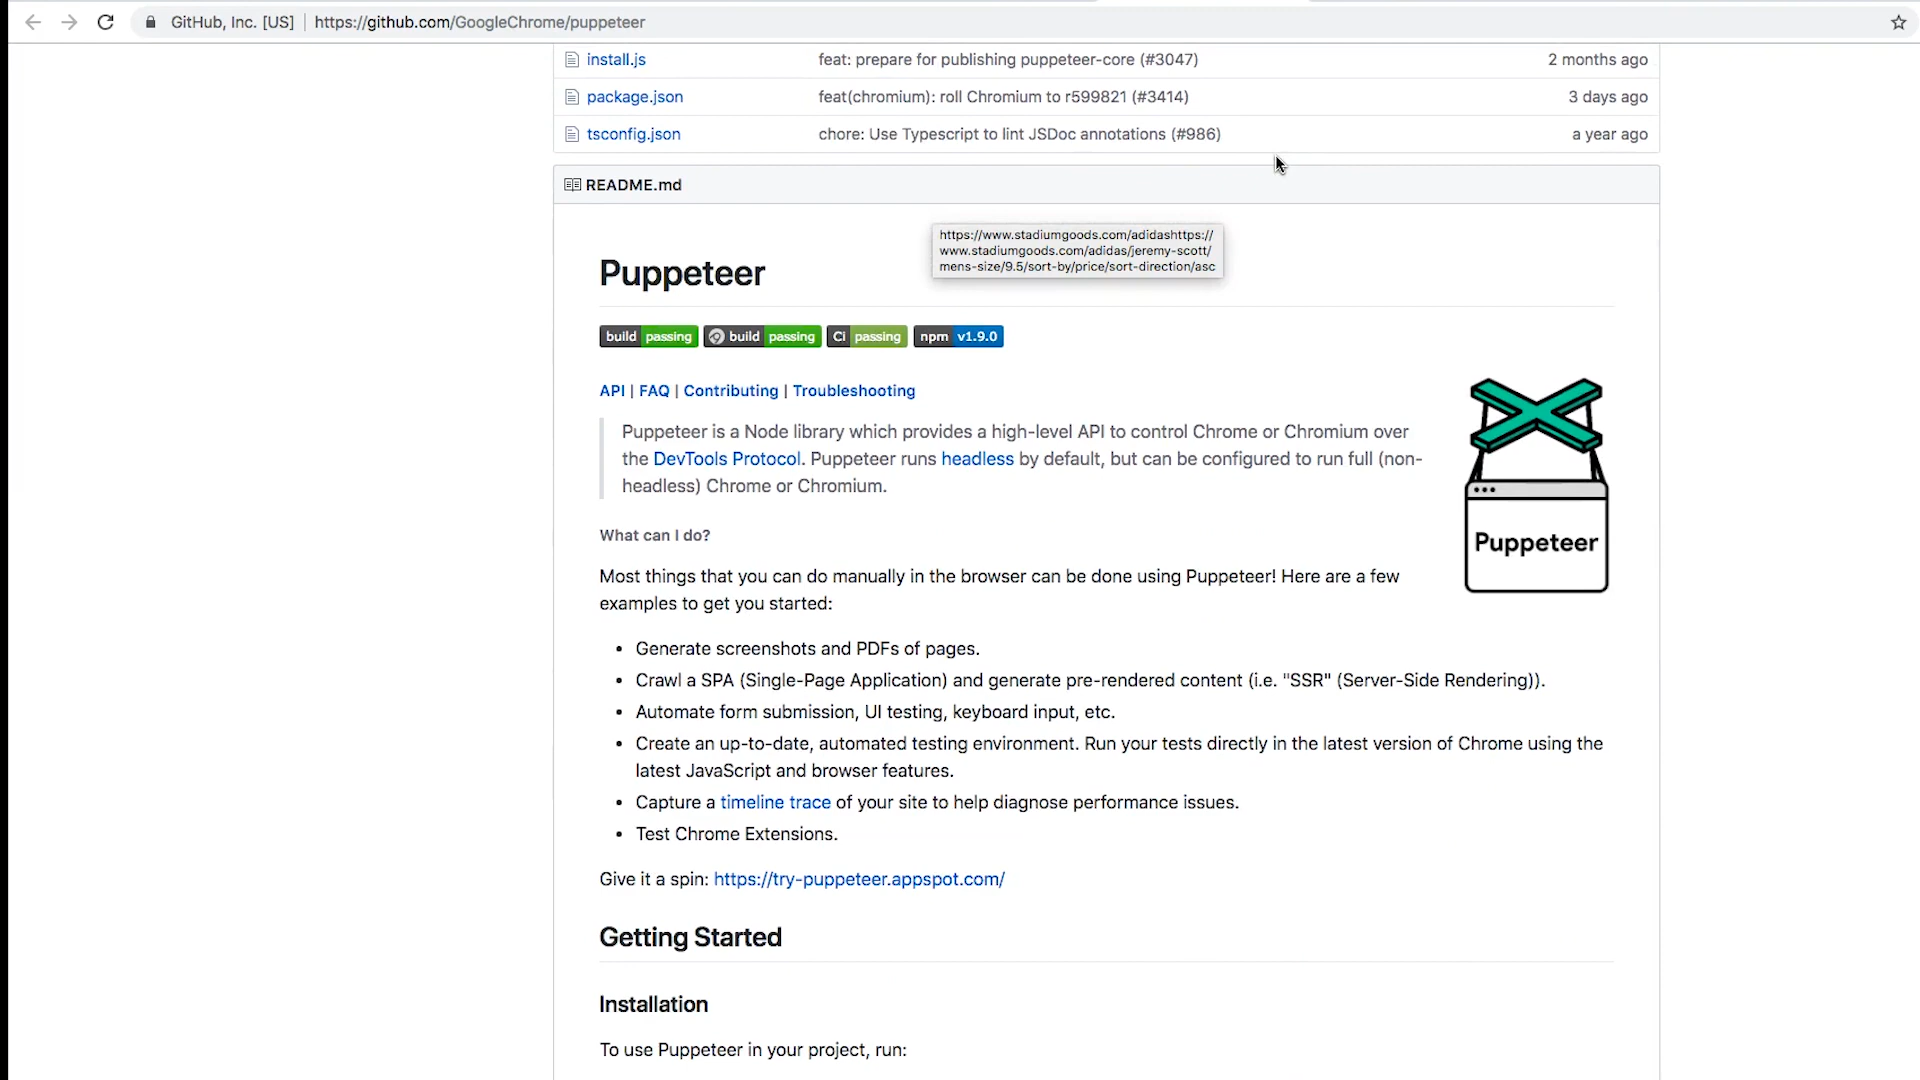 GitHub, Inc. [US] | https://github.com/GoogleChrome/puppeteer
install.js feat: prepare for publishing puppeteer-core (#3047) 2 months ago
package.json feat(chromium): roll Chromium to r599821 (#3414) 3 days ago
tsconfig.json chore: Use Typescript to lint JSDoc annotations (#986) a year ago
README.md
https://www.stadiumgoods.com/adidashttps://
www.stadiumgoods.com/adidas/jeremy-scott/
mens-size/9.5/sort-by/price/sort-direction/asc
Puppeteer
build passing build passing Ci passing npm v1.9.0
API | FAQ | Contributing | Troubleshooting
Puppeteer is a Node library which provides a high-level API to control Chrome or Chromium over
the DevTools Protocol. Puppeteer runs headless by default, but can be configured to run full (non-
headless) Chrome or Chromium.
Puppeteer
What can I do?
Most things that you can do manually in the browser can be done using Puppeteer! Here are a few
examples to get you started:
• Generate screenshots and PDFs of pages.
• Crawl a SPA (Single-Page Application) and generate pre-rendered content (i.e. "SSR" (Server-Side Rendering)).
• Automate form submission, UI testing, keyboard input, etc.
• Create an up-to-date, automated testing environment. Run your tests directly in the latest version of Chrome using the
latest JavaScript and browser features.
• Capture a timeline trace of your site to help diagnose performance issues.
• Test Chrome Extensions.
Give it a spin: https://try-puppeteer.appspot.com/
Getting Started
Installation
To use Puppeteer in your project, run: